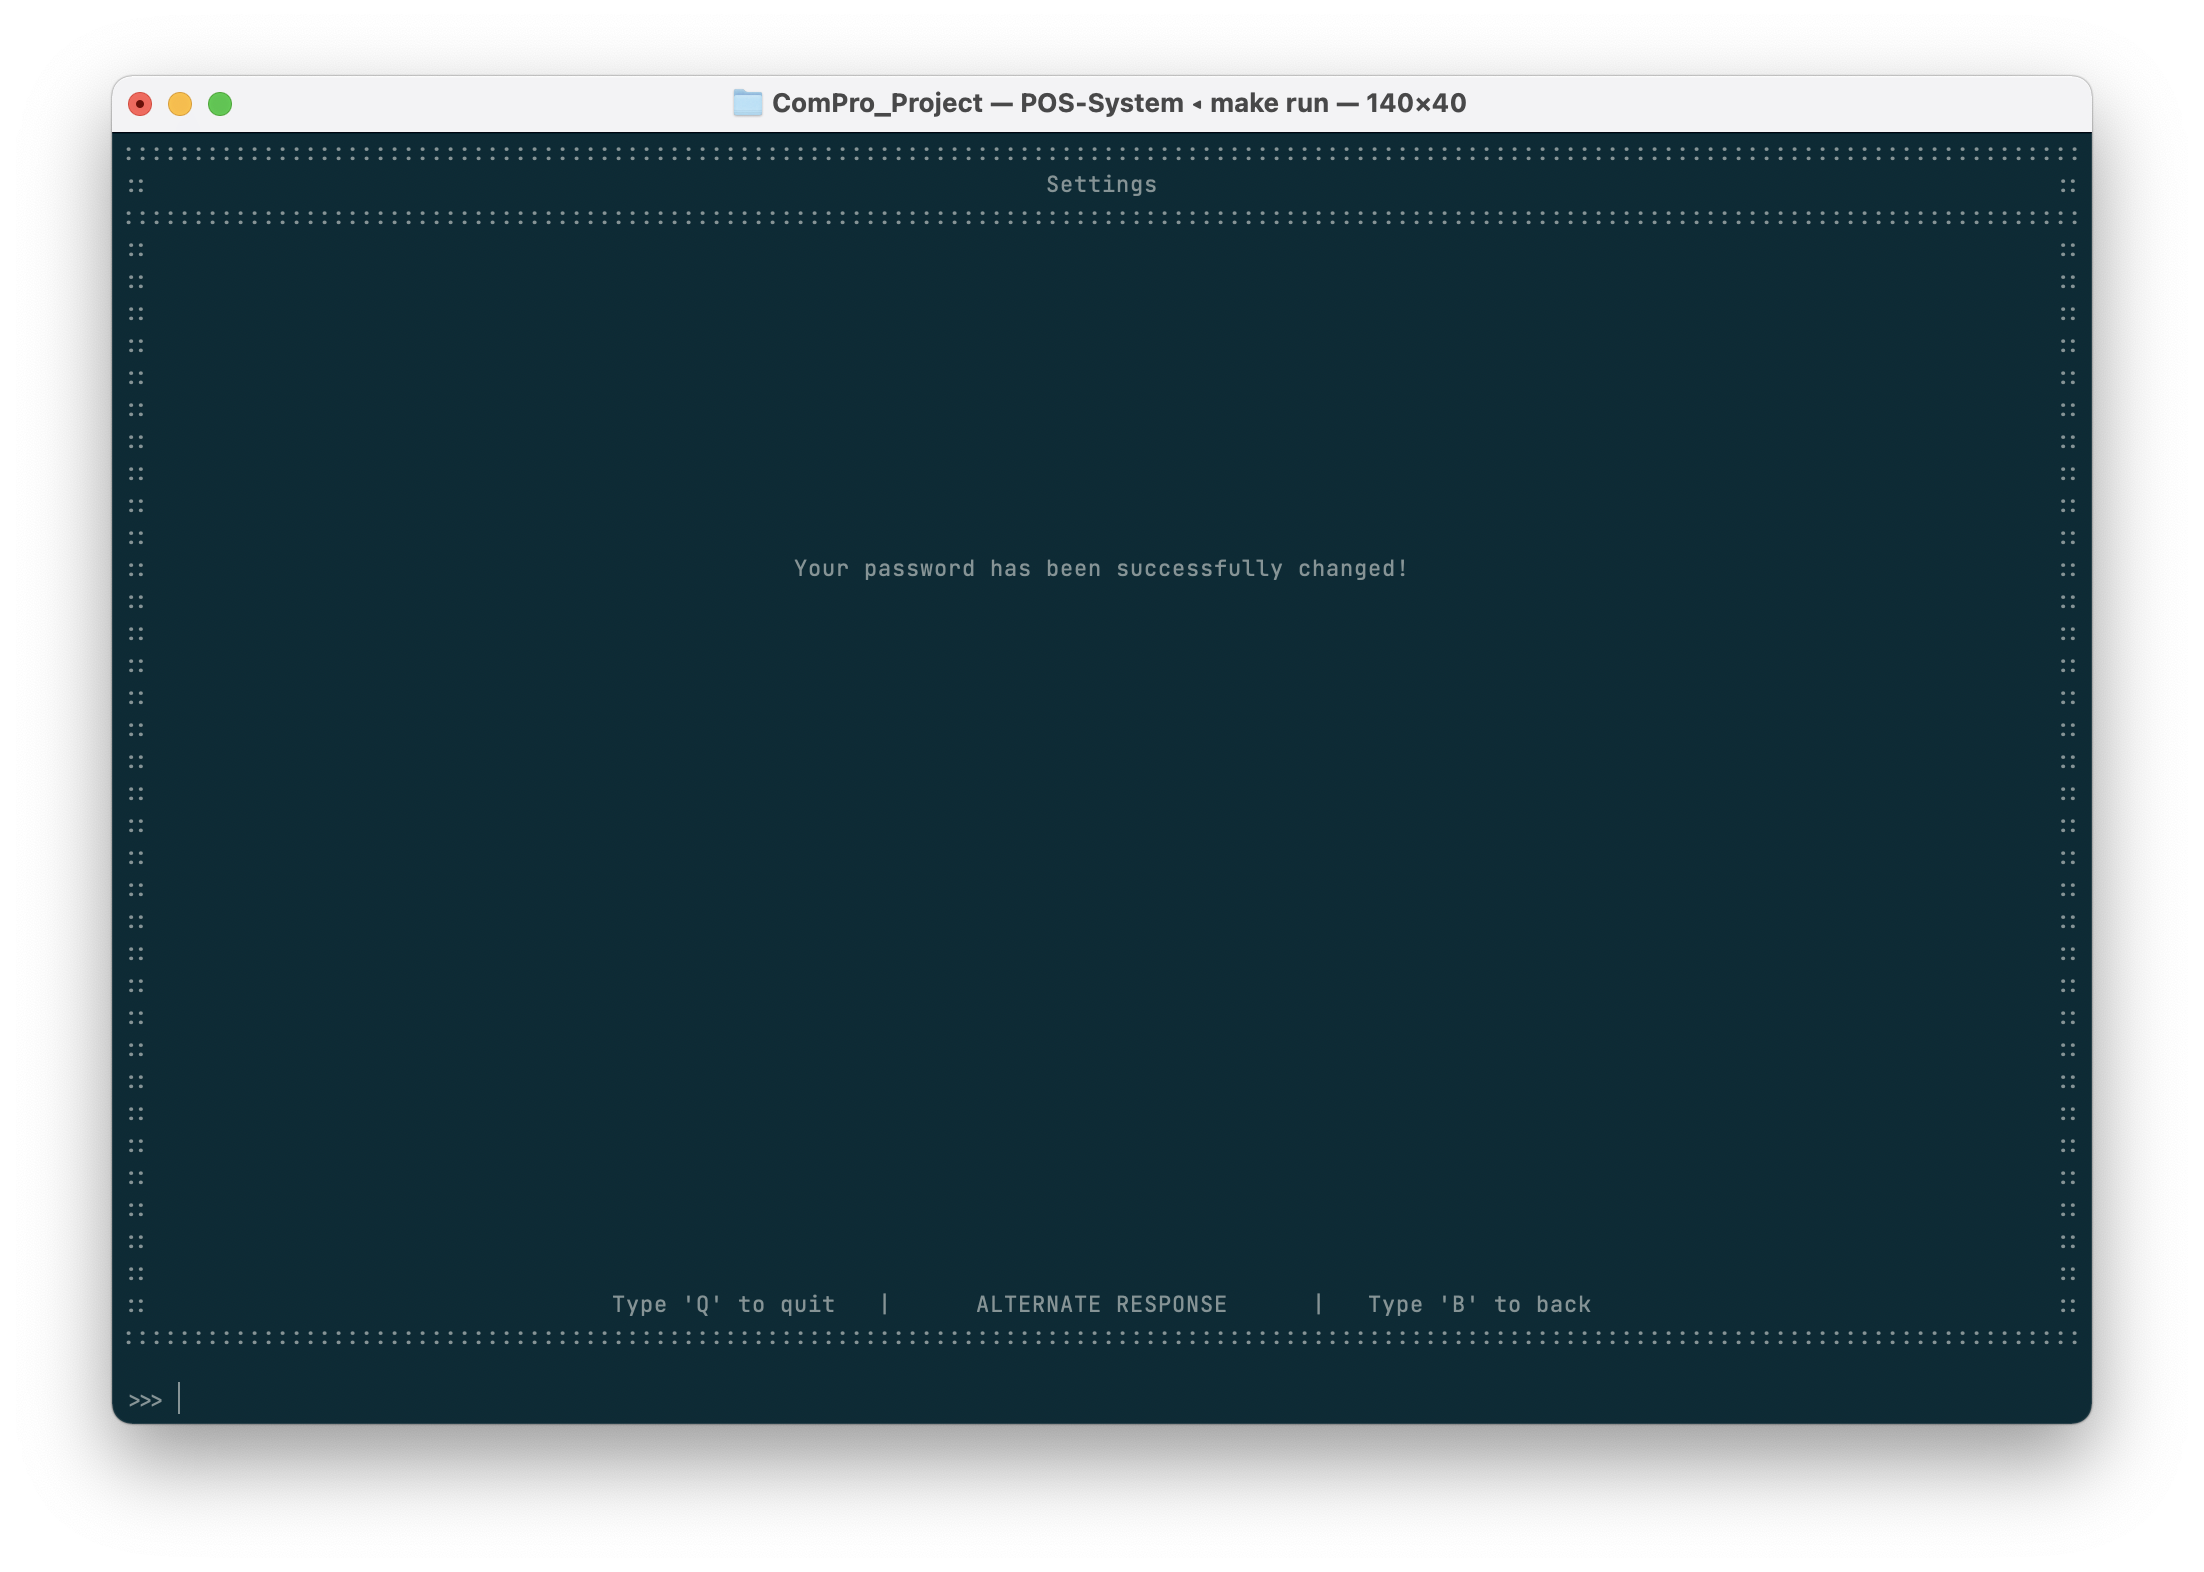 ComPro_Project — POS-System ◂ make run — 140×40
::::::::::::::::::::::::::::::::::::::::::::::::::::::::::::::::::::::::::::::::::::::::::::::::::::::::::::::::::::::::::::::::::::::::::::
:: Settings ::
::::::::::::::::::::::::::::::::::::::::::::::::::::::::::::::::::::::::::::::::::::::::::::::::::::::::::::::::::::::::::::::::::::::::::::
:: Your password has been successfully changed! ::
:: Type 'Q' to quit | ALTERNATE RESPONSE | Type 'B' to back ::
::::::::::::::::::::::::::::::::::::::::::::::::::::::::::::::::::::::::::::::::::::::::::::::::::::::::::::::::::::::::::::::::::::::::::::
>>>